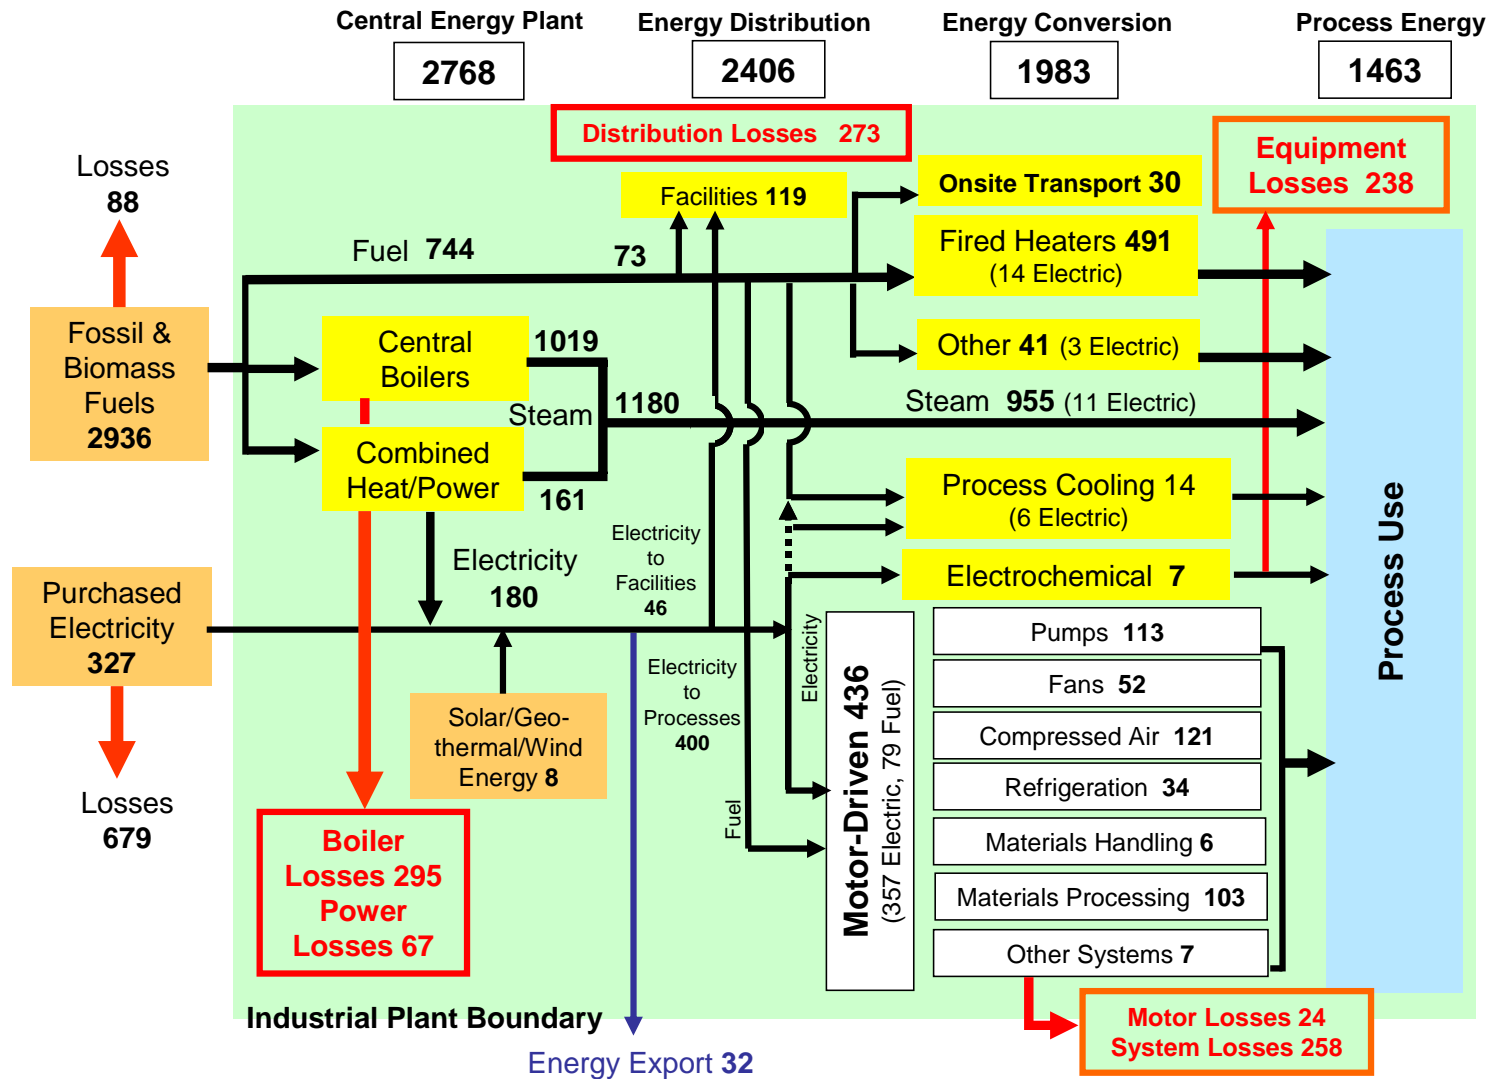 Central Energy Plant
Energy Distribution
Energy Conversion
Process Energy
2768
2406
1983
1463
Distribution Losses 273
Equipment
Losses 238
Losses
88
Facilities 119
Onsite Transport 30
Fuel 744
73
Fired Heaters 491
(14 Electric)
Fossil &
Biomass
Fuels
2936
Central
Boilers
1019
Other 41 (3 Electric)
Steam
1180
Steam 955 (11 Electric)
Combined
Heat/Power
161
Process Cooling 14
(6 Electric)
Electricity
180
Electricity
to
Facilities
46
Electrochemical 7
Process Use
Purchased
Electricity
327
Electricity
Pumps 113
Electricity
to
Processes
400
Motor-Driven 436
(357 Electric, 79 Fuel)
Fans 52
Solar/Geo-
thermal/Wind
Energy 8
Compressed Air 121
Refrigeration 34
Losses
679
Fuel
Boiler
Losses 295
Power
Losses 67
Materials Handling 6
Materials Processing 103
Other Systems 7
Industrial Plant Boundary
Motor Losses 24
System Losses 258
Energy Export 32